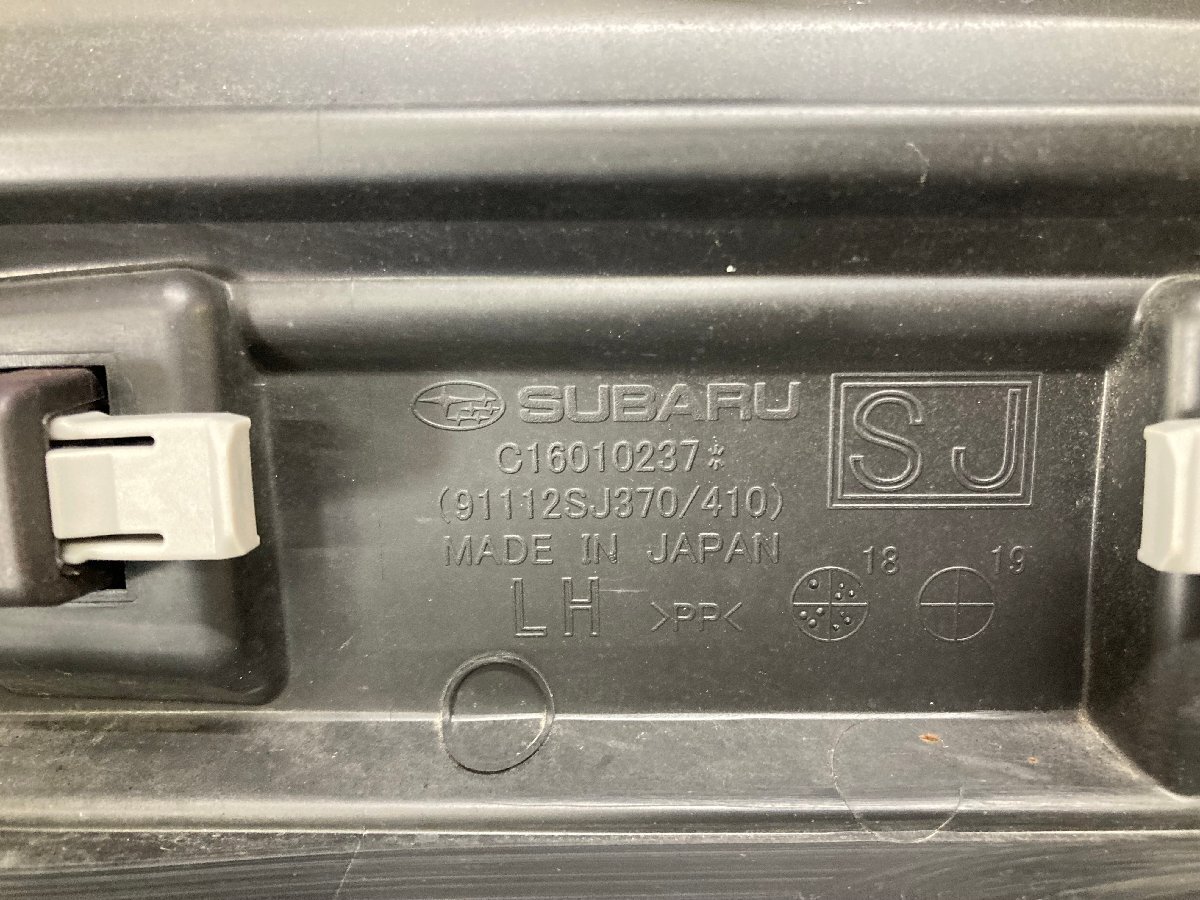 SUBARU
SJ
C16010237*
(91112SJ370/410)
MADE IN JAPAN
LH >PP< 18 19